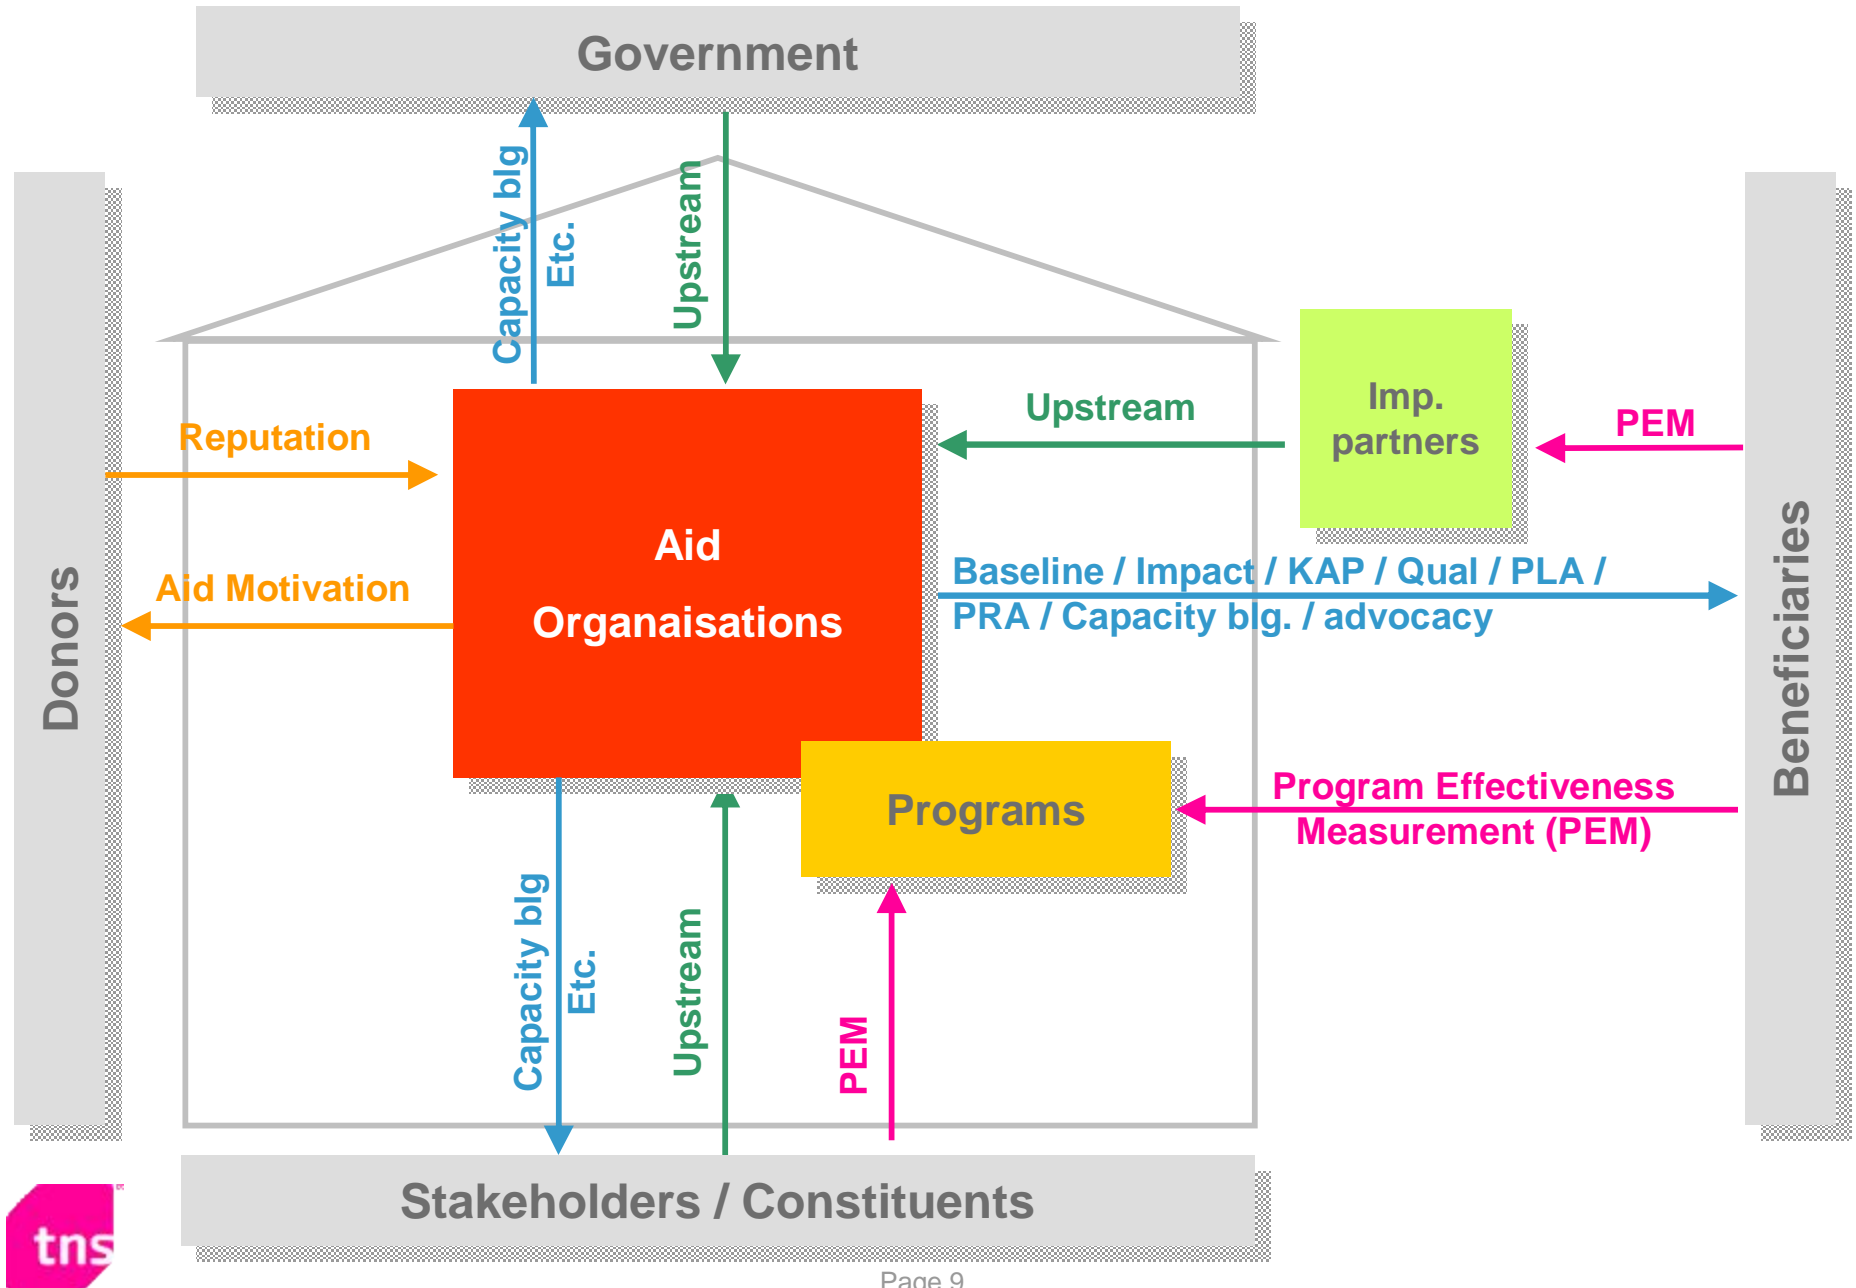 Government
Capacity blg
Etc.
Upstream
Donors
Reputation
Aid Motivation
Aid
Organaisations
Upstream
Imp.
partners
PEM
Baseline / Impact / KAP / Qual / PLA /
PRA / Capacity blg. / advocacy
Beneficiaries
Programs
Program Effectiveness
Measurement (PEM)
Capacity blg
Etc.
Upstream
PEM
Stakeholders / Constituents
tns
Page 9